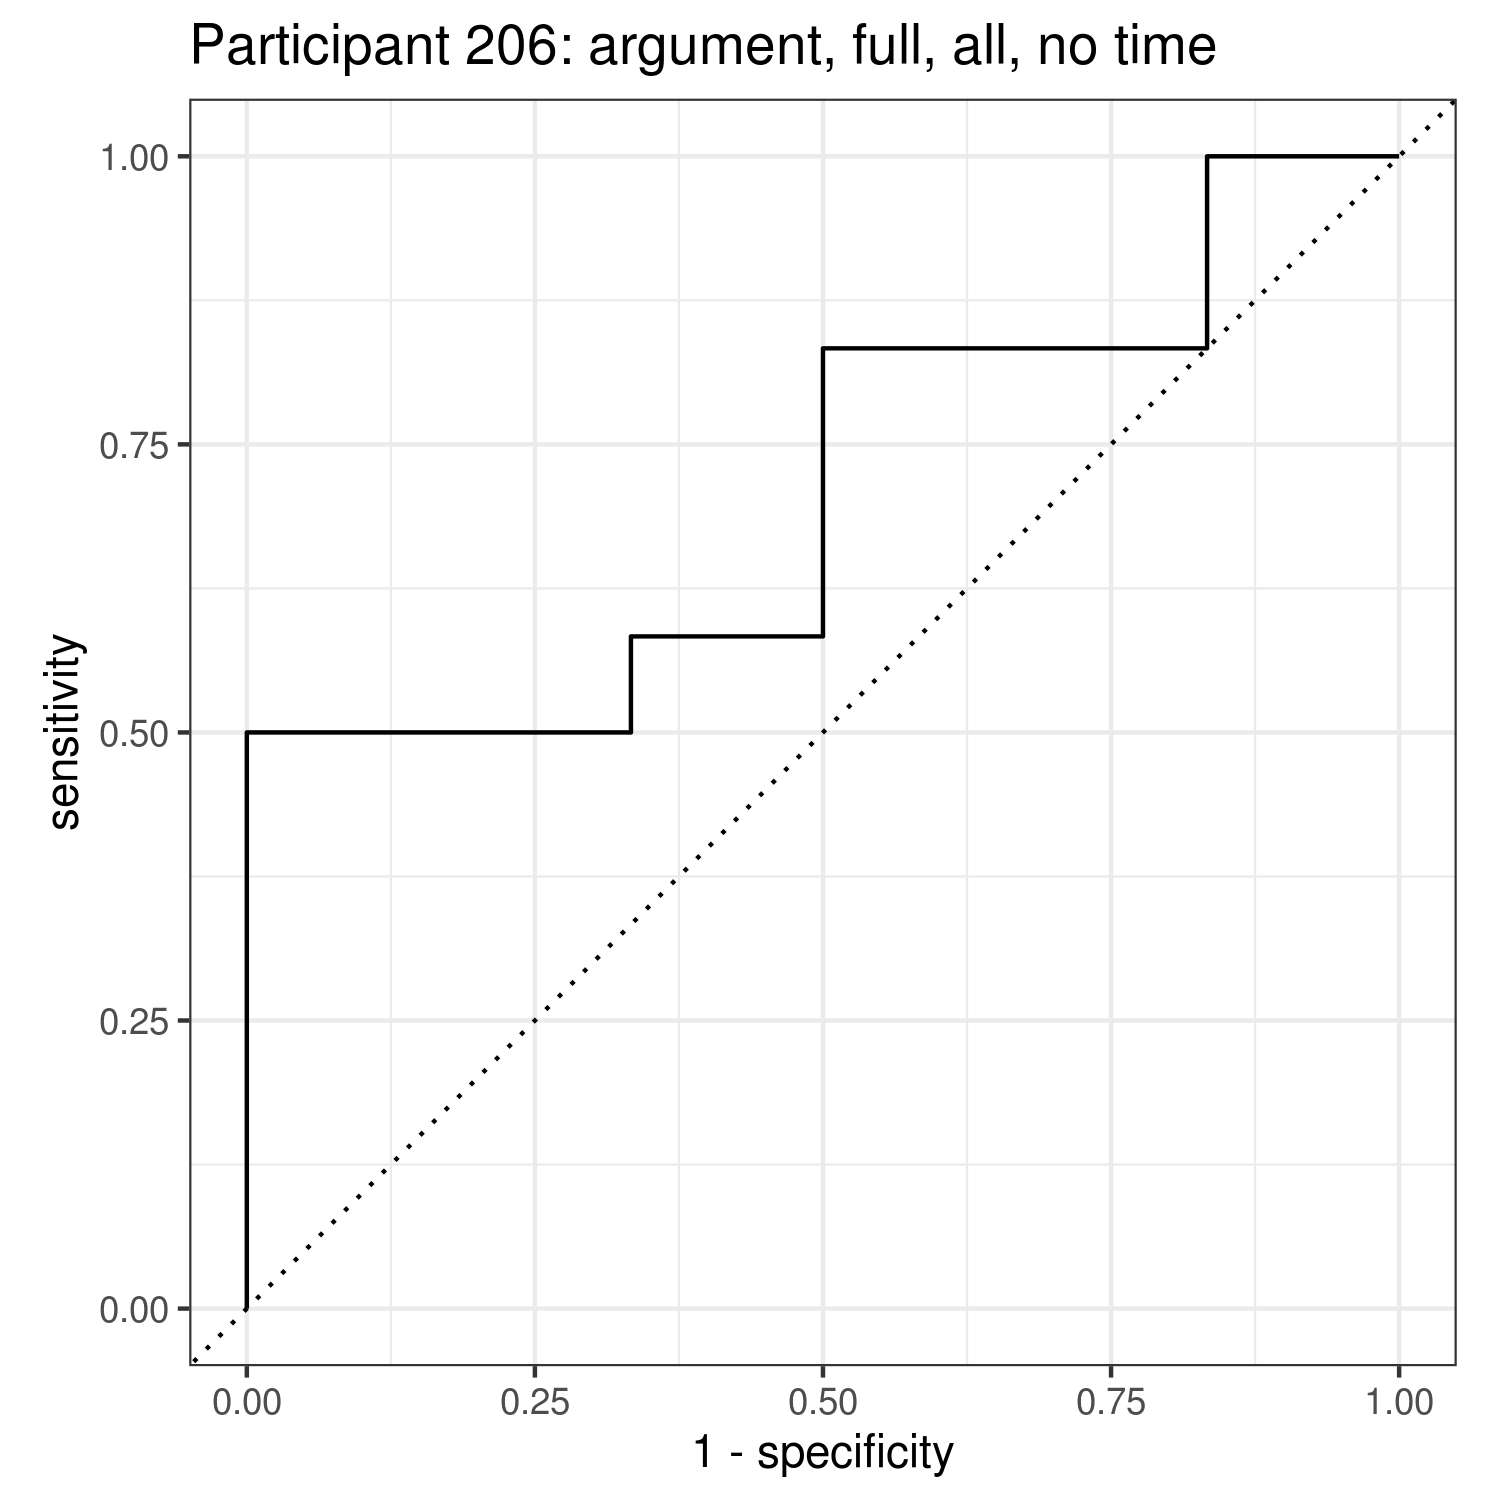 Participant 206: argument, full, all, no time
1.00
0.75
0.50
0.25
0.00
sensitivity
0.00 0.25 0.50 0.75 1.00
1 - specificity